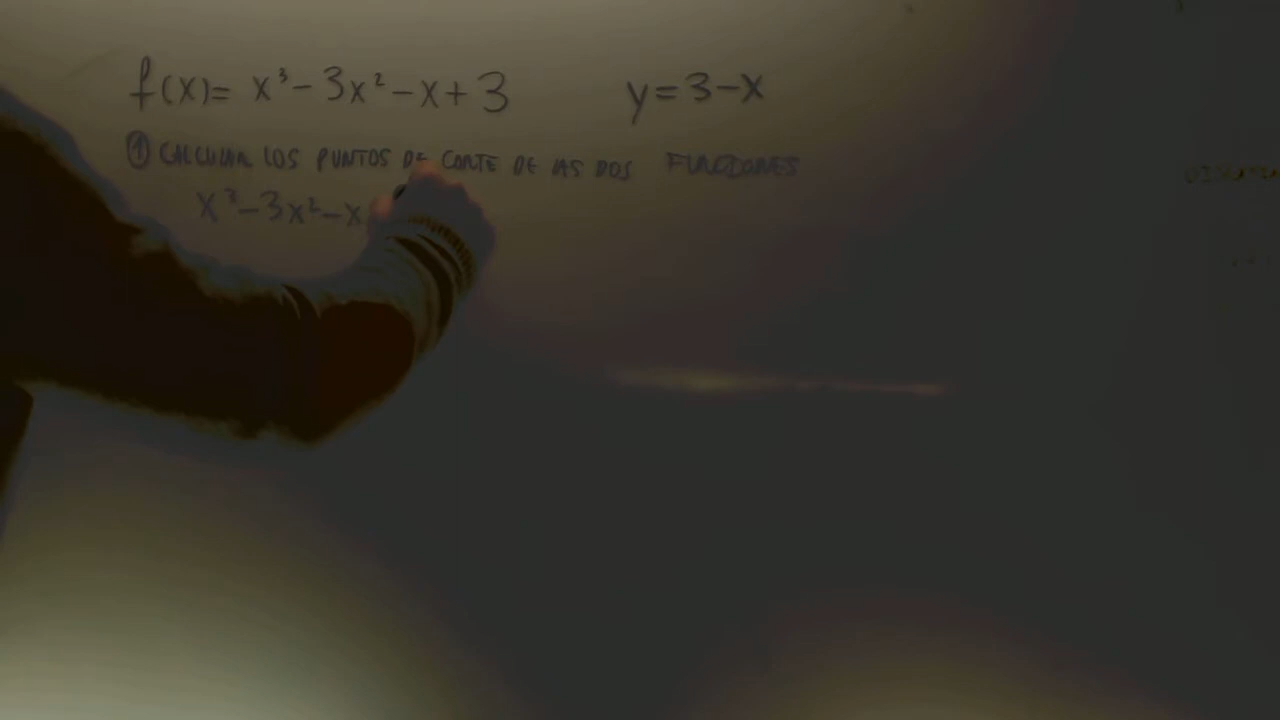 f(x)= x³-3x²-x+3 y=3-x
① CALCULAR LOS PUNTOS DE CORTE DE LAS DOS FUNCIONES
x³-3x²-x